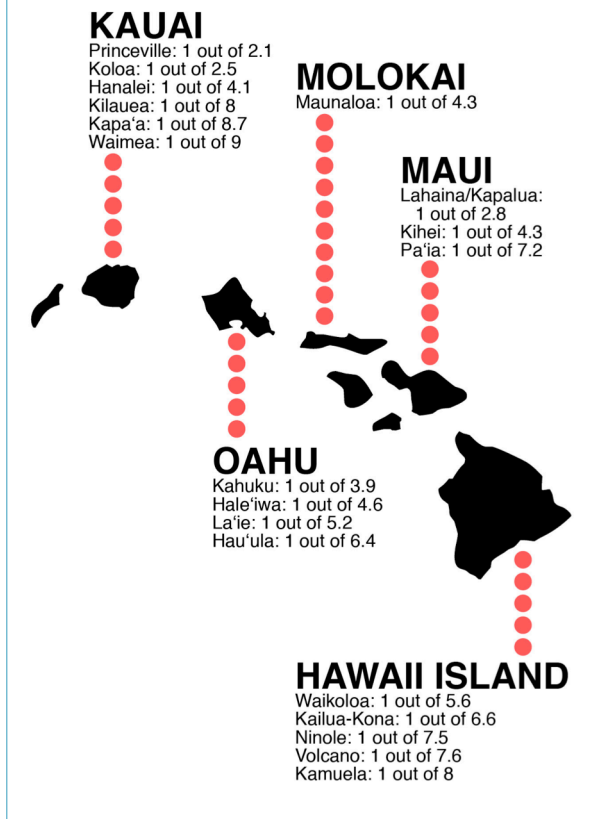 KAUAI
Princeville: 1 out of 2.1
Koloa: 1 out of 2.5
Hanalei: 1 out of 4.1
Kilauea: 1 out of 8
Kapa‘a: 1 out of 8.7
Waimea: 1 out of 9
MOLOKAI
Maunaloa: 1 out of 4.3
MAUI
Lahaina/Kapalua:
1 out of 2.8
Kihei: 1 out of 4.3
Pa‘ia: 1 out of 7.2
OAHU
Kahuku: 1 out of 3.9
Hale‘iwa: 1 out of 4.6
La‘ie: 1 out of 5.2
Hau‘ula: 1 out of 6.4
HAWAII ISLAND
Waikoloa: 1 out of 5.6
Kailua-Kona: 1 out of 6.6
Ninole: 1 out of 7.5
Volcano: 1 out of 7.6
Kamuela: 1 out of 8